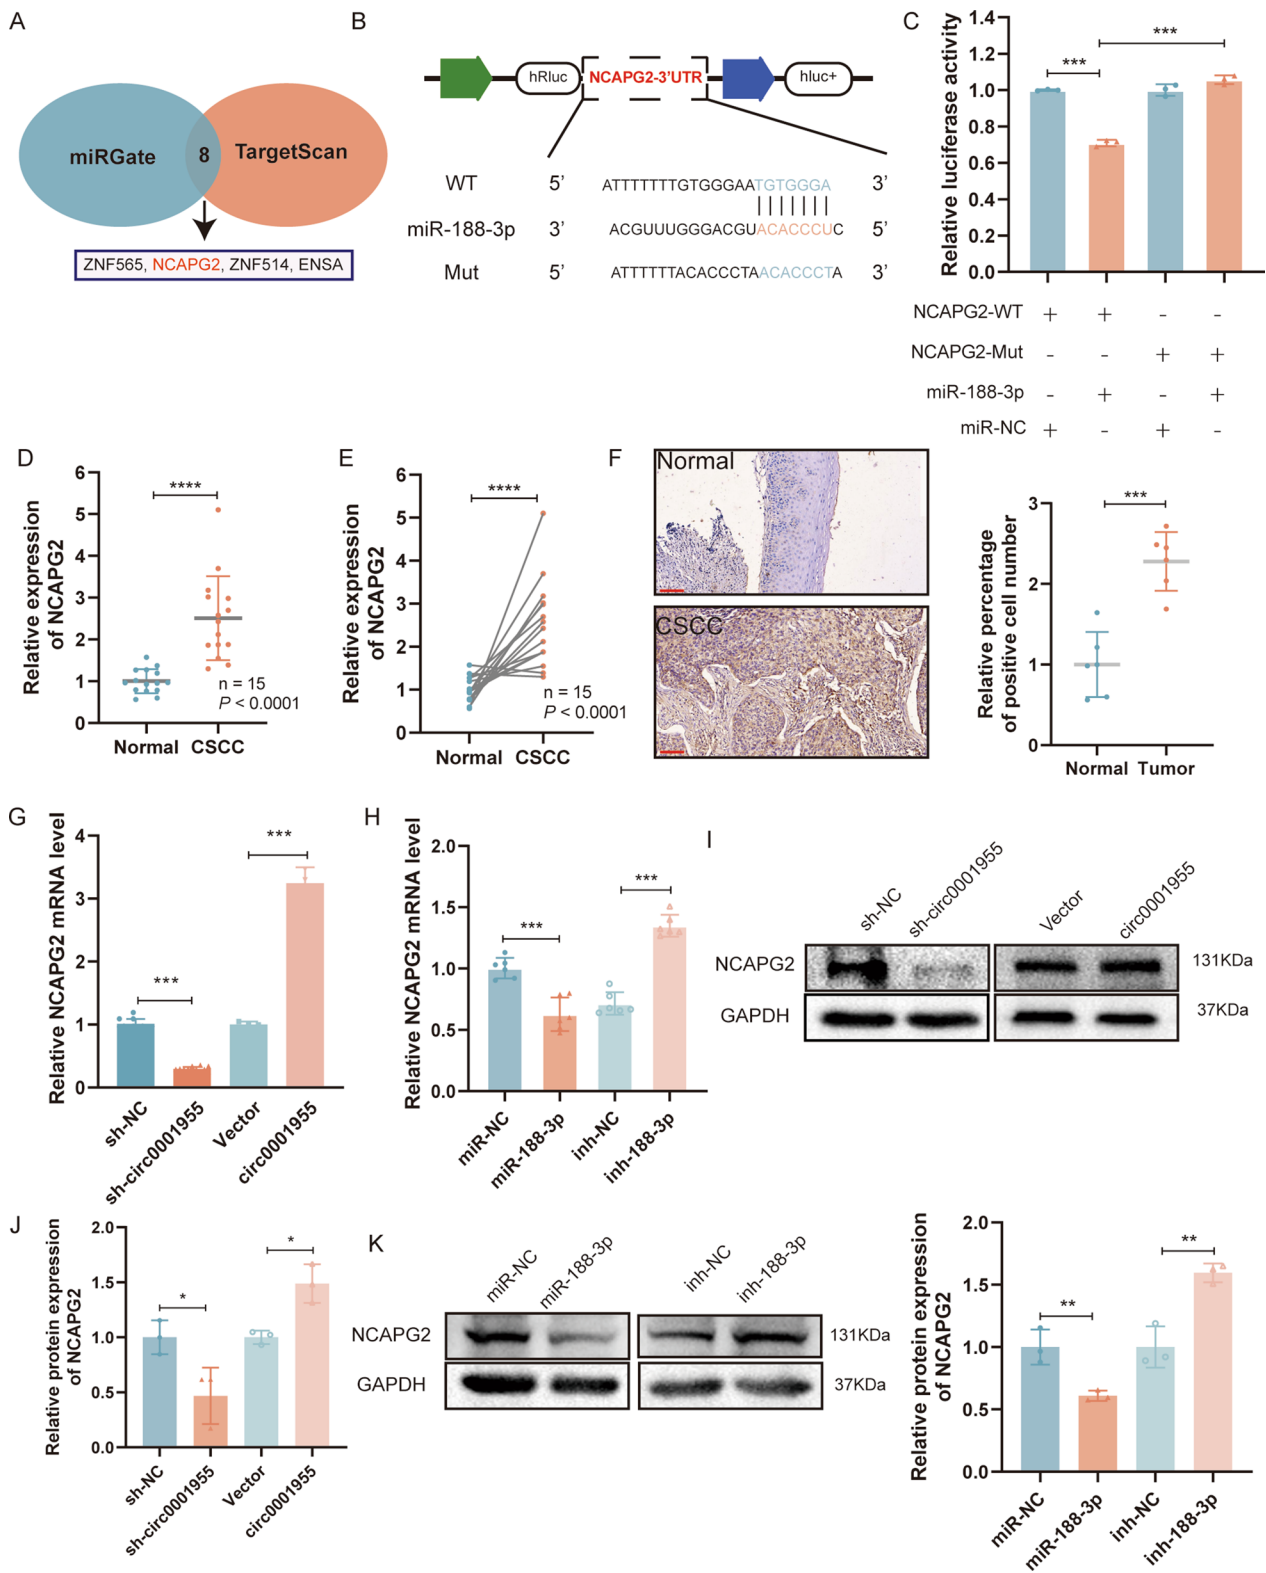 A
miRGate
8
TargetScan
ZNF565, NCAPG2, ZNF514, ENSA
B
hRluc
NCAPG2-3'UTR
hluc+
WT 5' ATTTTTTTGTGGGAATGTGGGA 3'
miR-188-3p 3' ACGUUUGGGACGUACACCCUC 5'
Mut 5' ATTTTTTACACCCTAACACCCTA 3'
C
Relative luciferase activity
1.4
1.2
1.0
0.8
0.6
0.4
0.2
0.0
***
***
NCAPG2-WT + + - -
NCAPG2-Mut - - + +
miR-188-3p - + - +
miR-NC + - + -
D
Relative expression
of NCAPG2
6
5
4
3
2
1
0
****
n = 15
P < 0.0001
Normal CSCC
E
Relative expression
of NCAPG2
6
5
4
3
2
1
0
****
n = 15
P < 0.0001
Normal CSCC
F
Normal
CSCC
Relative percentage
of positive cell number
3
2
1
0
***
Normal Tumor
G
Relative NCAPG2 mRNA level
4
3
2
1
0
***
***
sh-NC
sh-circ0001955
Vector
circ0001955
H
Relative NCAPG2 mRNA level
2.0
1.5
1.0
0.5
0.0
***
***
miR-NC
miR-188-3p
inh-NC
inh-188-3p
I
sh-NC
sh-circ0001955
Vector
circ0001955
NCAPG2
131KDa
GAPDH
37KDa
J
Relative protein expression
of NCAPG2
2.0
1.5
1.0
0.5
0.0
*
*
sh-NC
sh-circ0001955
Vector
circ0001955
K
miR-NC
miR-188-3p
inh-NC
inh-188-3p
NCAPG2
131KDa
GAPDH
37KDa
Relative protein expression
of NCAPG2
2.0
1.5
1.0
0.5
0.0
**
**
miR-NC
miR-188-3p
inh-NC
inh-188-3p